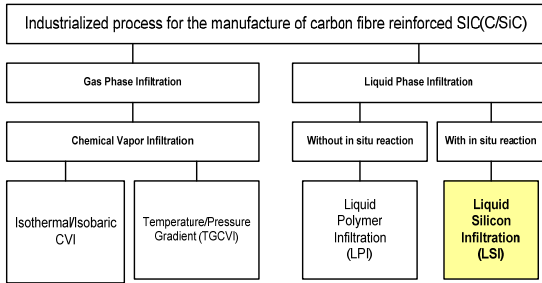 Industrialized process for the manufacture of carbon fibre reinforced SIC(C/SiC)
Gas Phase Infiltration
Liquid Phase Infiltration
Chemical Vapor Infiltration
Without in situ reaction
With in situ reaction
Isothermal/Isobaric
CVI
Temperature/Pressure
Gradient (TGCVI)
Liquid
Polymer
Infiltration
(LPI)
Liquid
Silicon
Infiltration
(LSI)